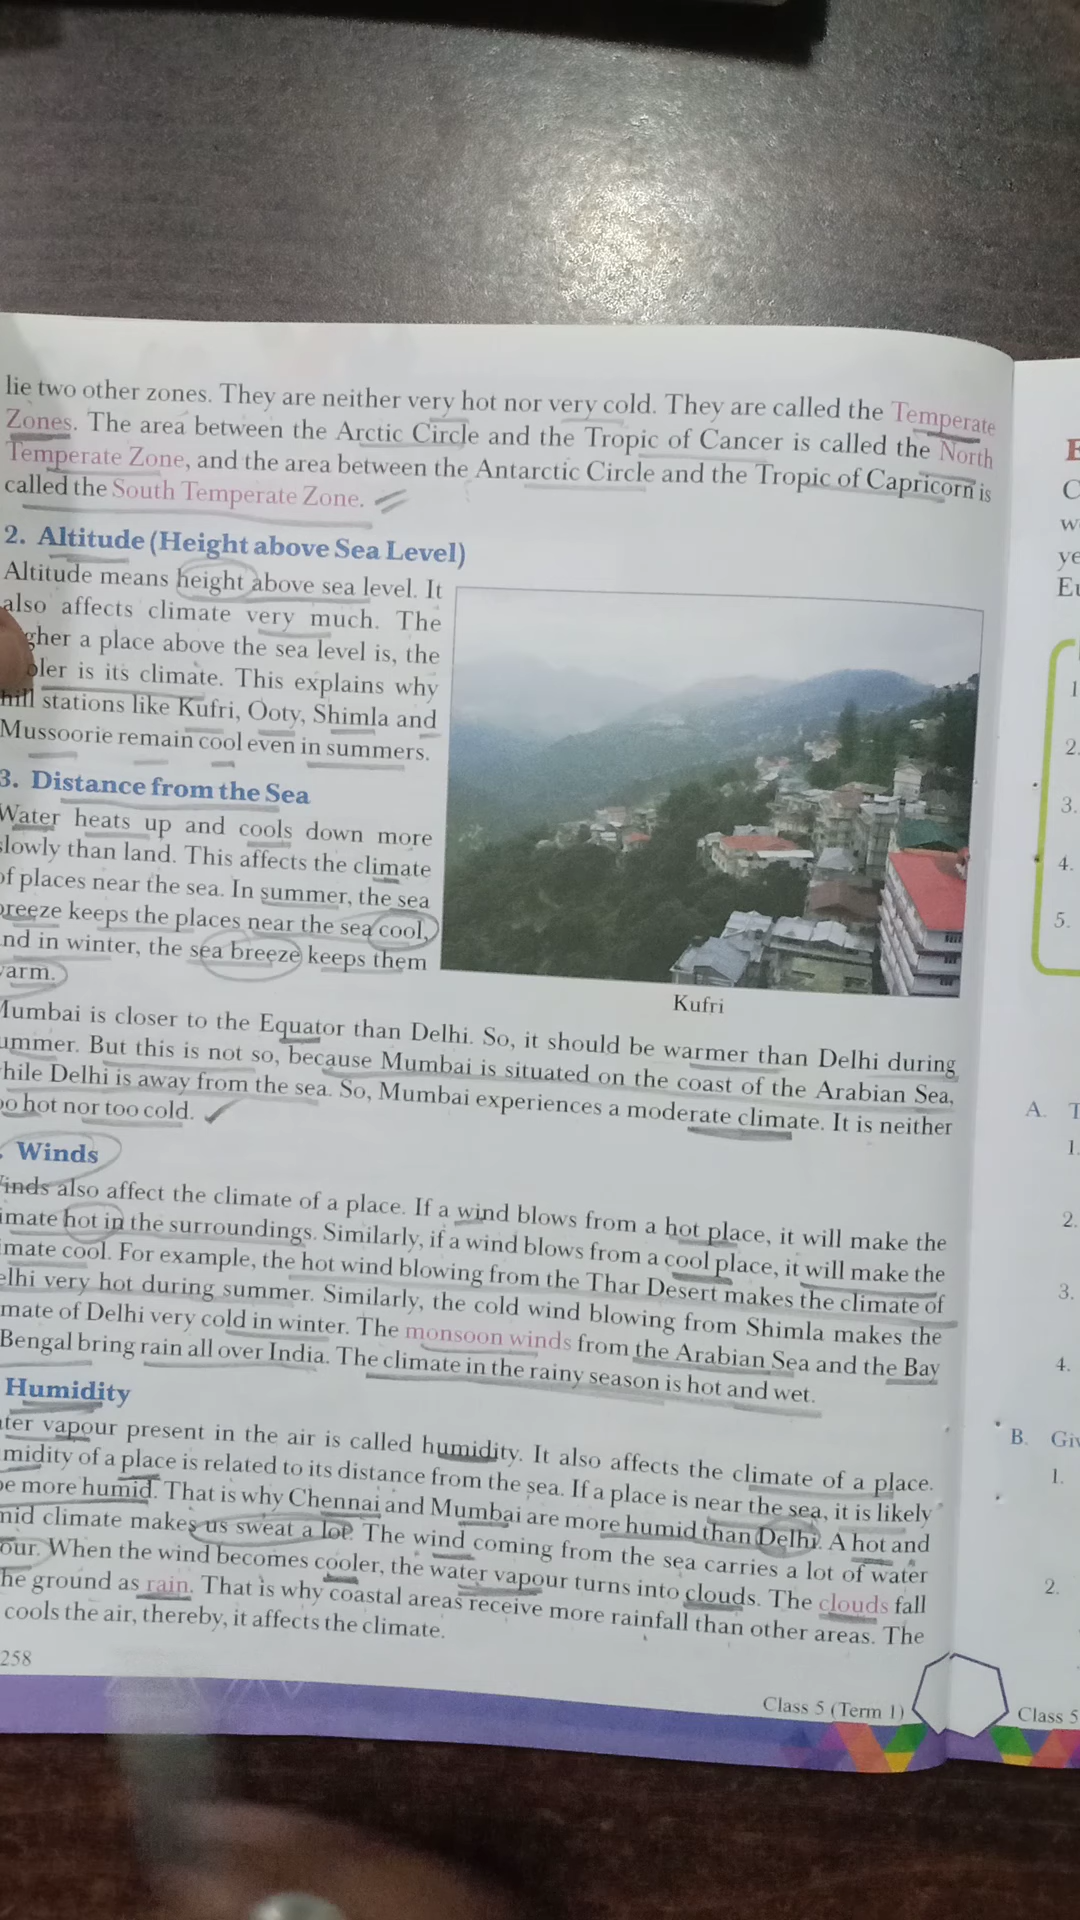 lie two other zones. They are neither very hot nor very cold. They are called the Temperate
Zones. The area between the Arctic Circle and the Tropic of Cancer is called the North
Temperate Zone, and the area between the Antarctic Circle and the Tropic of Capricorn is
called the South Temperate Zone.
2. Altitude (Height above Sea Level)
Altitude means height above sea level. It
also affects climate very much. The
gher a place above the sea level is, the
oler is its climate. This explains why
hill stations like Kufri, Ooty, Shimla and
Mussoorie remain cool even in summers.
3. Distance from the Sea
Water heats up and cools down more
slowly than land. This affects the climate
of places near the sea. In summer, the sea
breeze keeps the places near the sea cool,
nd in winter, the sea breeze keeps them
arm.
Kufri
Mumbai is closer to the Equator than Delhi. So, it should be warmer than Delhi during
ummer. But this is not so, because Mumbai is situated on the coast of the Arabian Sea,
hile Delhi is away from the sea. So, Mumbai experiences a moderate climate. It is neither
oo hot nor too cold.
Winds
inds also affect the climate of a place. If a wind blows from a hot place, it will make the
imate hot in the surroundings. Similarly, if a wind blows from a cool place, it will make the
imate cool. For example, the hot wind blowing from the Thar Desert makes the climate of
elhi very hot during summer. Similarly, the cold wind blowing from Shimla makes the
mate of Delhi very cold in winter. The monsoon winds from the Arabian Sea and the Bay
Bengal bring rain all over India. The climate in the rainy season is hot and wet.
Humidity
ter vapour present in the air is called humidity. It also affects the climate of a place.
midity of a place is related to its distance from the sea. If a place is near the sea, it is likely
be more humid. That is why Chennai and Mumbai are more humid than Delhi. A hot and
mid climate makes us sweat a lot. The wind coming from the sea carries a lot of water
our. When the wind becomes cooler, the water vapour turns into clouds. The clouds fall
he ground as rain. That is why coastal areas receive more rainfall than other areas. The
cools the air, thereby, it affects the climate.
258
Class 5 (Term 1)
E
C
w
ye
Eu
1
2.
3.
4.
5.
A. T
1.
2.
3.
4.
B. Giv
1.
2.
Class 5